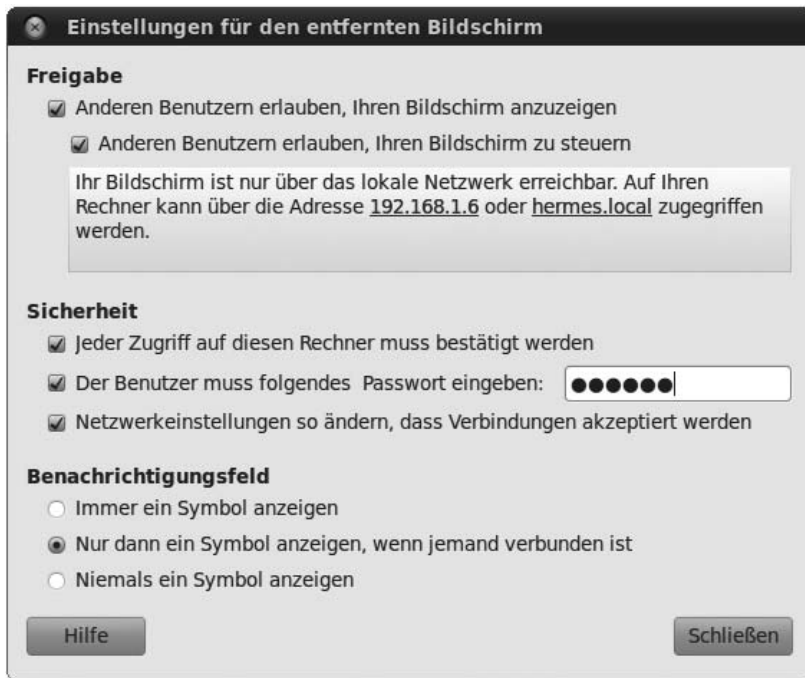 Einstellungen für den entfernten Bildschirm
Freigabe
Anderen Benutzern erlauben, Ihren Bildschirm anzuzeigen
Anderen Benutzern erlauben, Ihren Bildschirm zu steuern
Ihr Bildschirm ist nur über das lokale Netzwerk erreichbar. Auf Ihren
Rechner kann über die Adresse 192.168.1.6 oder hermes.local zugegriffen
werden.
Sicherheit
Jeder Zugriff auf diesen Rechner muss bestätigt werden
Der Benutzer muss folgendes Passwort eingeben: ●●●●●●
Netzwerkeinstellungen so ändern, dass Verbindungen akzeptiert werden
Benachrichtigungsfeld
Immer ein Symbol anzeigen
Nur dann ein Symbol anzeigen, wenn jemand verbunden ist
Niemals ein Symbol anzeigen
Hilfe
Schließen